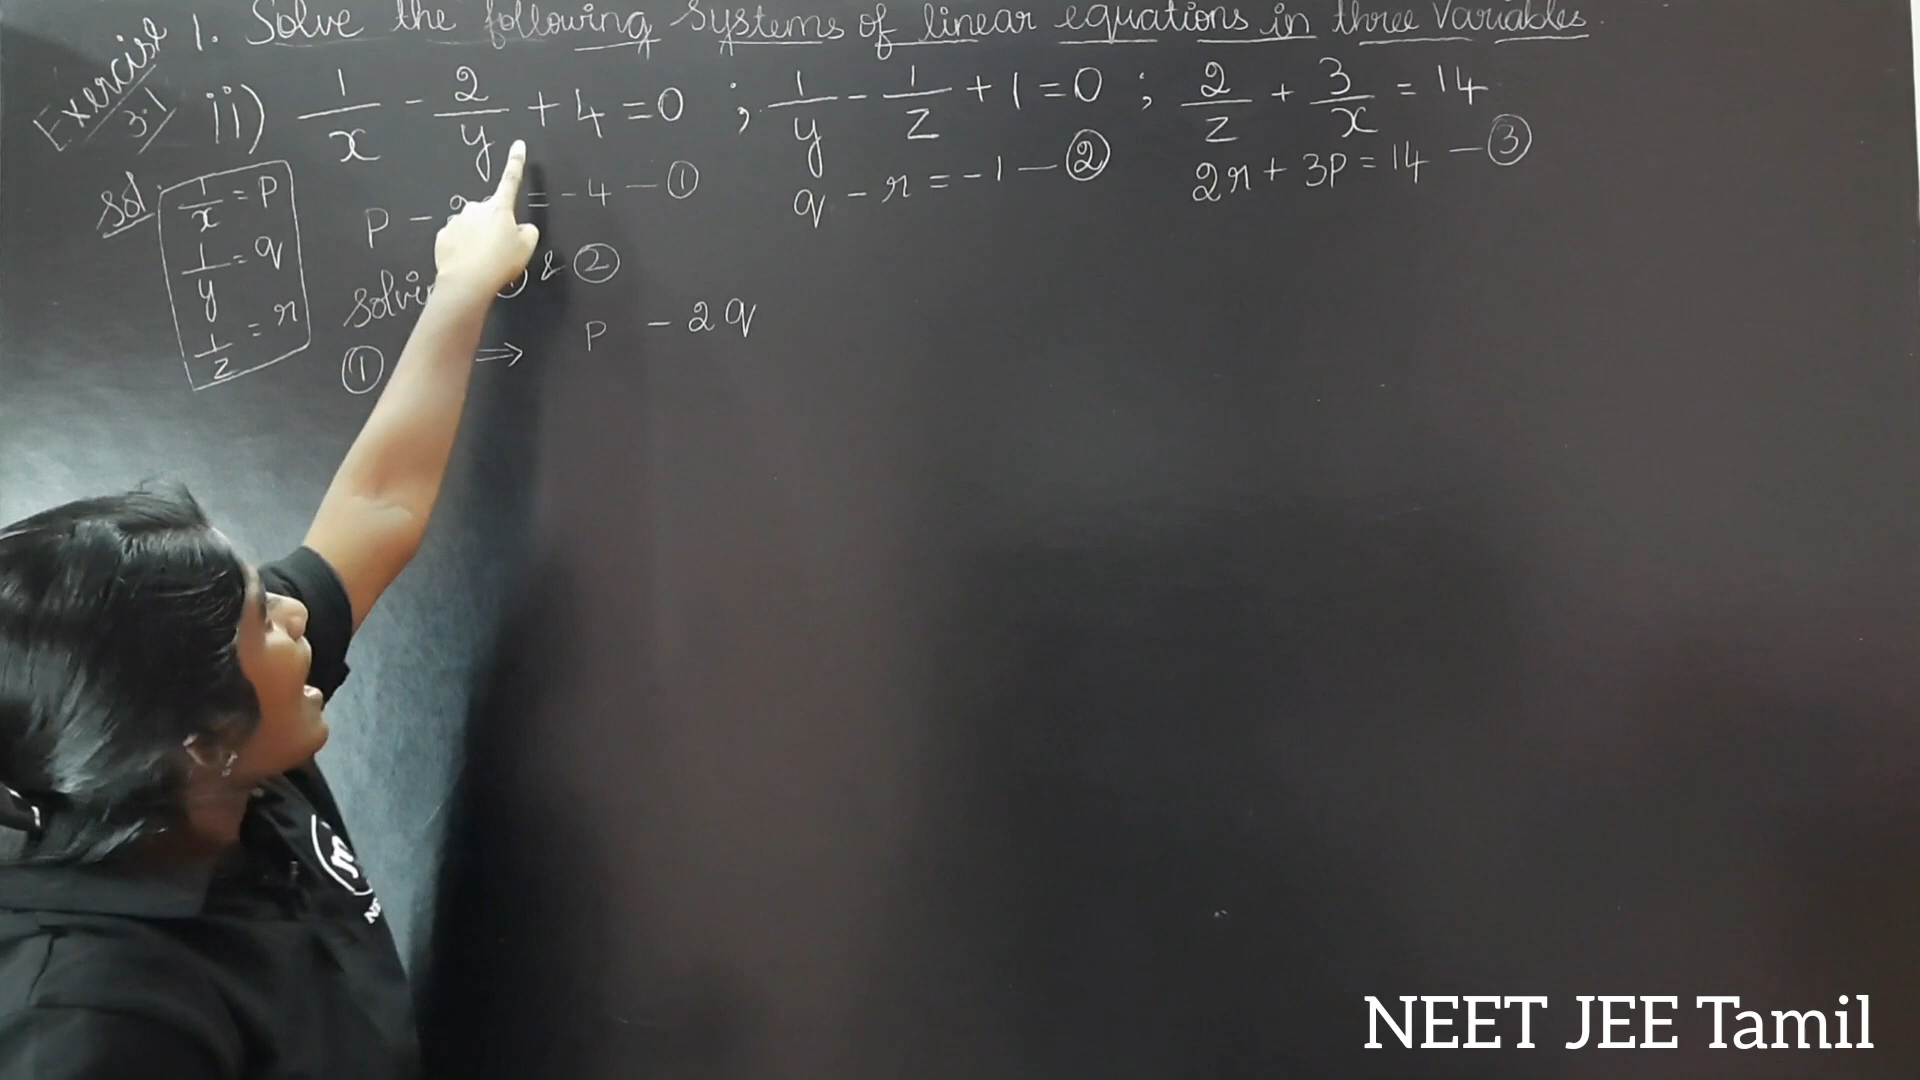 Exercise 3.1
1. Solve the following systems of linear equations in three variables.
ii) 1/x - 2/y + 4 = 0 ; 1/y - 1/z + 1 = 0 ; 2/z + 3/x = 14
sol.
1/x = p
1/y = q
1/z = r
p - 2 = -4 — ①
q - r = -1 — ②
2r + 3p = 14 — ③
& ②
① ⇒ p - 2q
NEET JEE Tamil